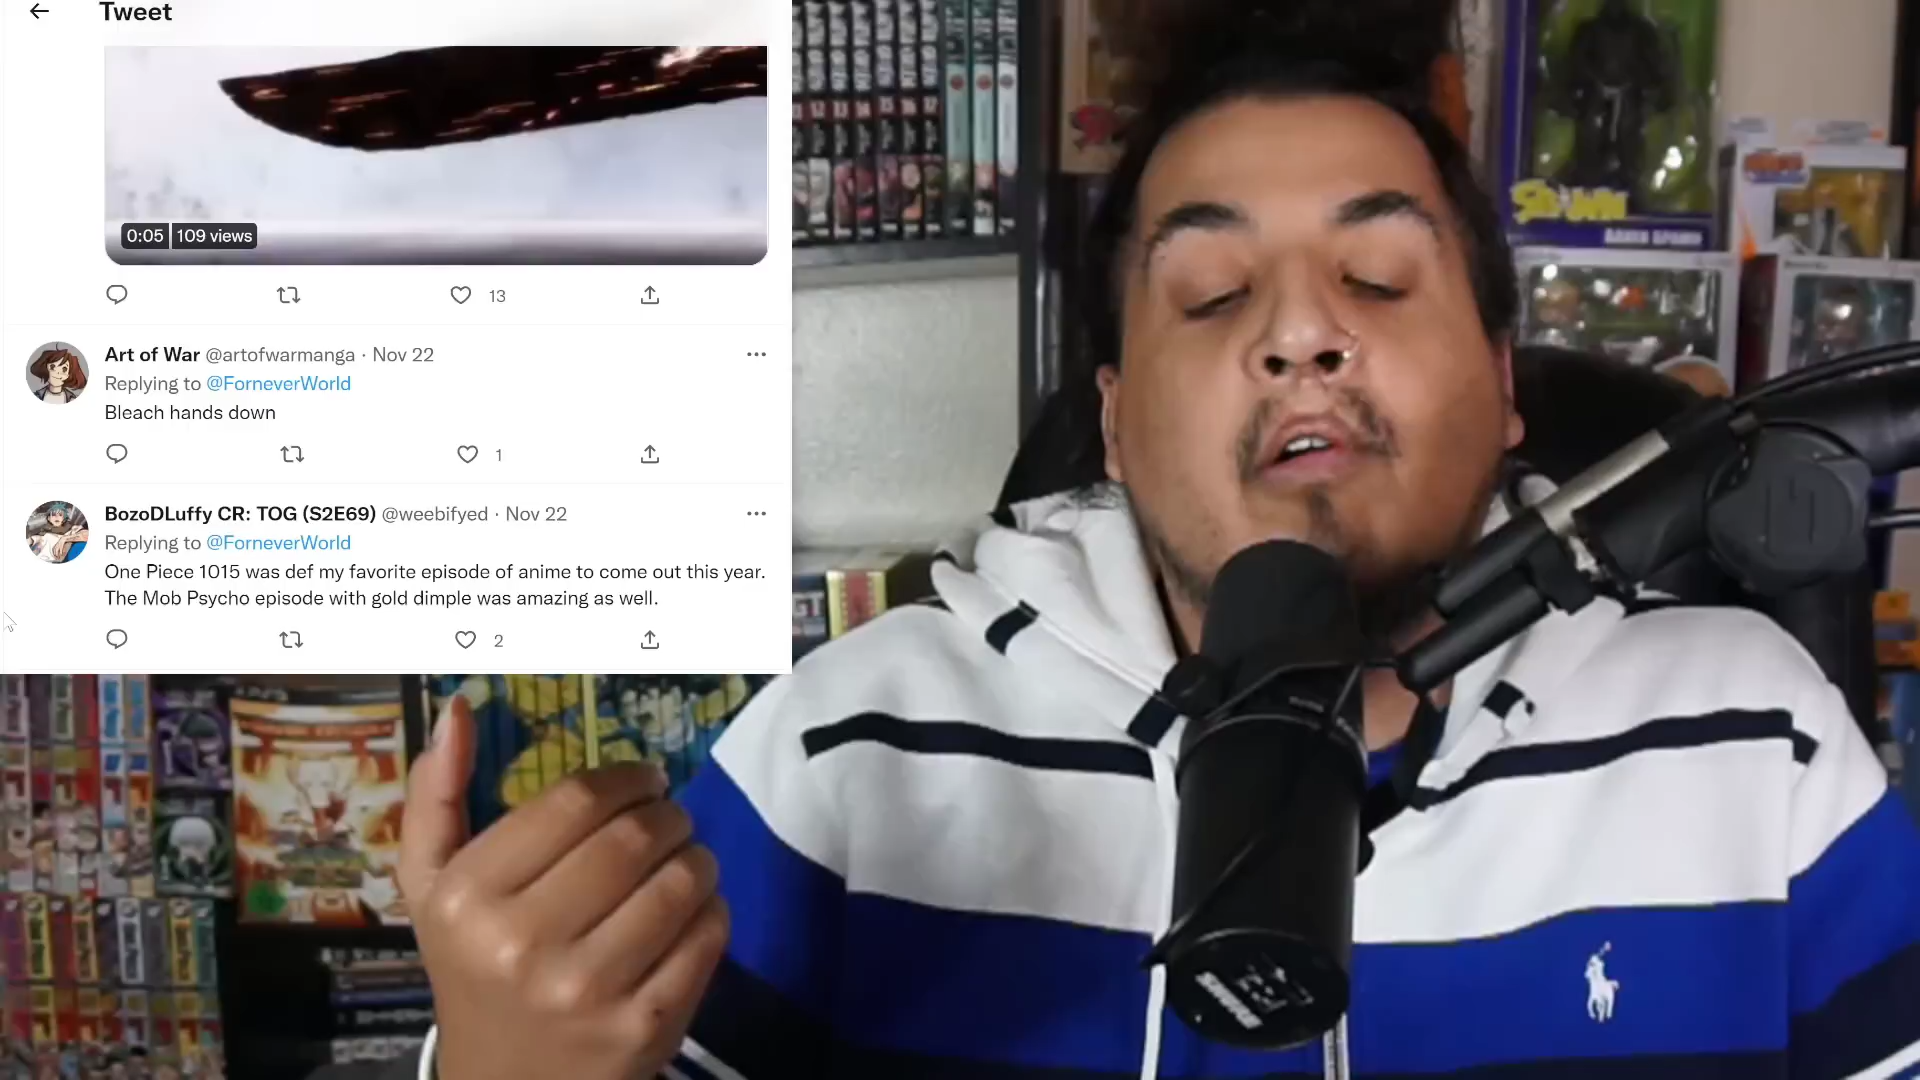 Tweet
0:05 109 views
13
Art of War @artofwarmanga · Nov 22
Replying to @ForneverWorld
Bleach hands down
1
BozoDLuffy CR: TOG (S2E69) @weebifyed · Nov 22
Replying to @ForneverWorld
One Piece 1015 was def my favorite episode of anime to come out this year.
The Mob Psycho episode with gold dimple was amazing as well.
2
SPAWN